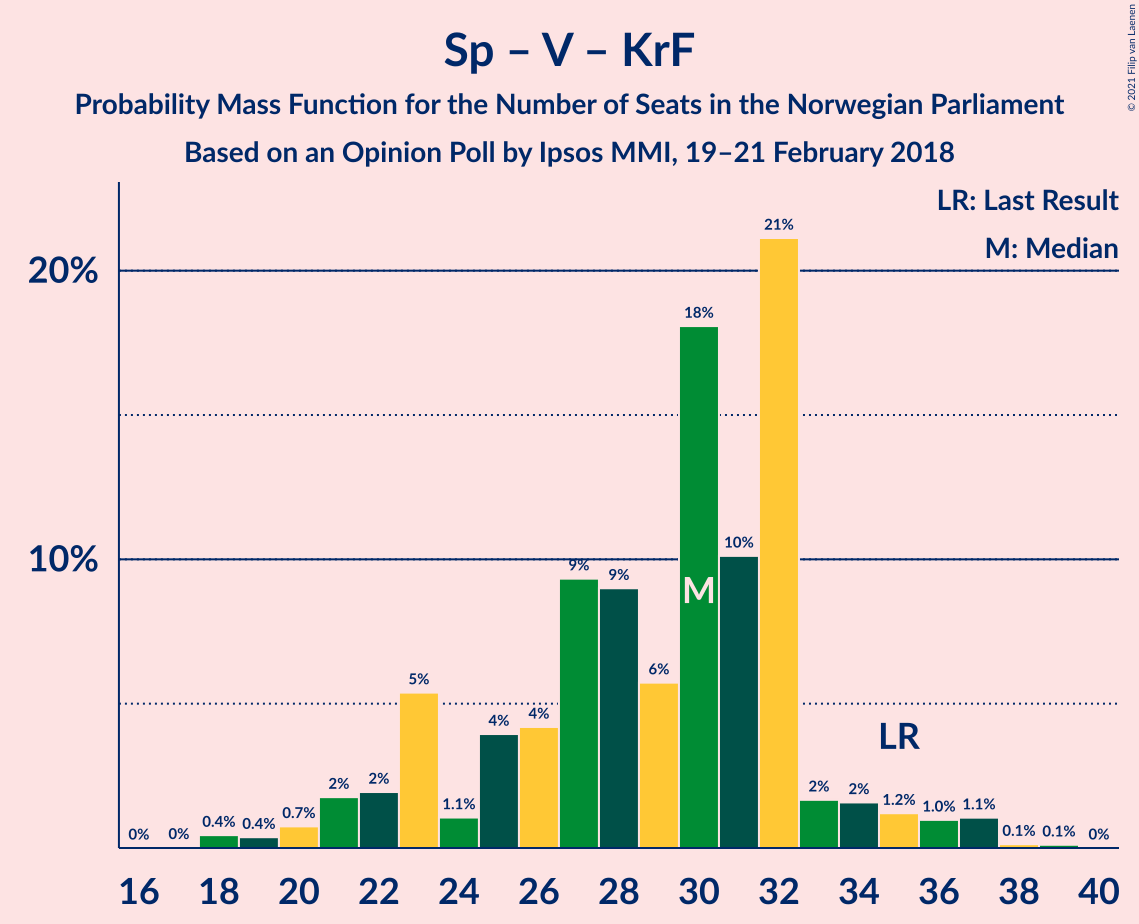 Sp – V – KrF
Probability Mass Function for the Number of Seats in the Norwegian Parliament
Based on an Opinion Poll by Ipsos MMI, 19–21 February 2018
© 2021 Filip van Laenen
LR: Last Result
M: Median
20%
10%
0% 0% 0.4% 0.4% 0.7% 2% 2% 5% 1.1% 4% 4% 9% 9% 6% 18% 10% 21% 2% 2% 1.2% 1.0% 1.1% 0.1% 0.1% 0%
M
LR
16 18 20 22 24 26 28 30 32 34 36 38 40